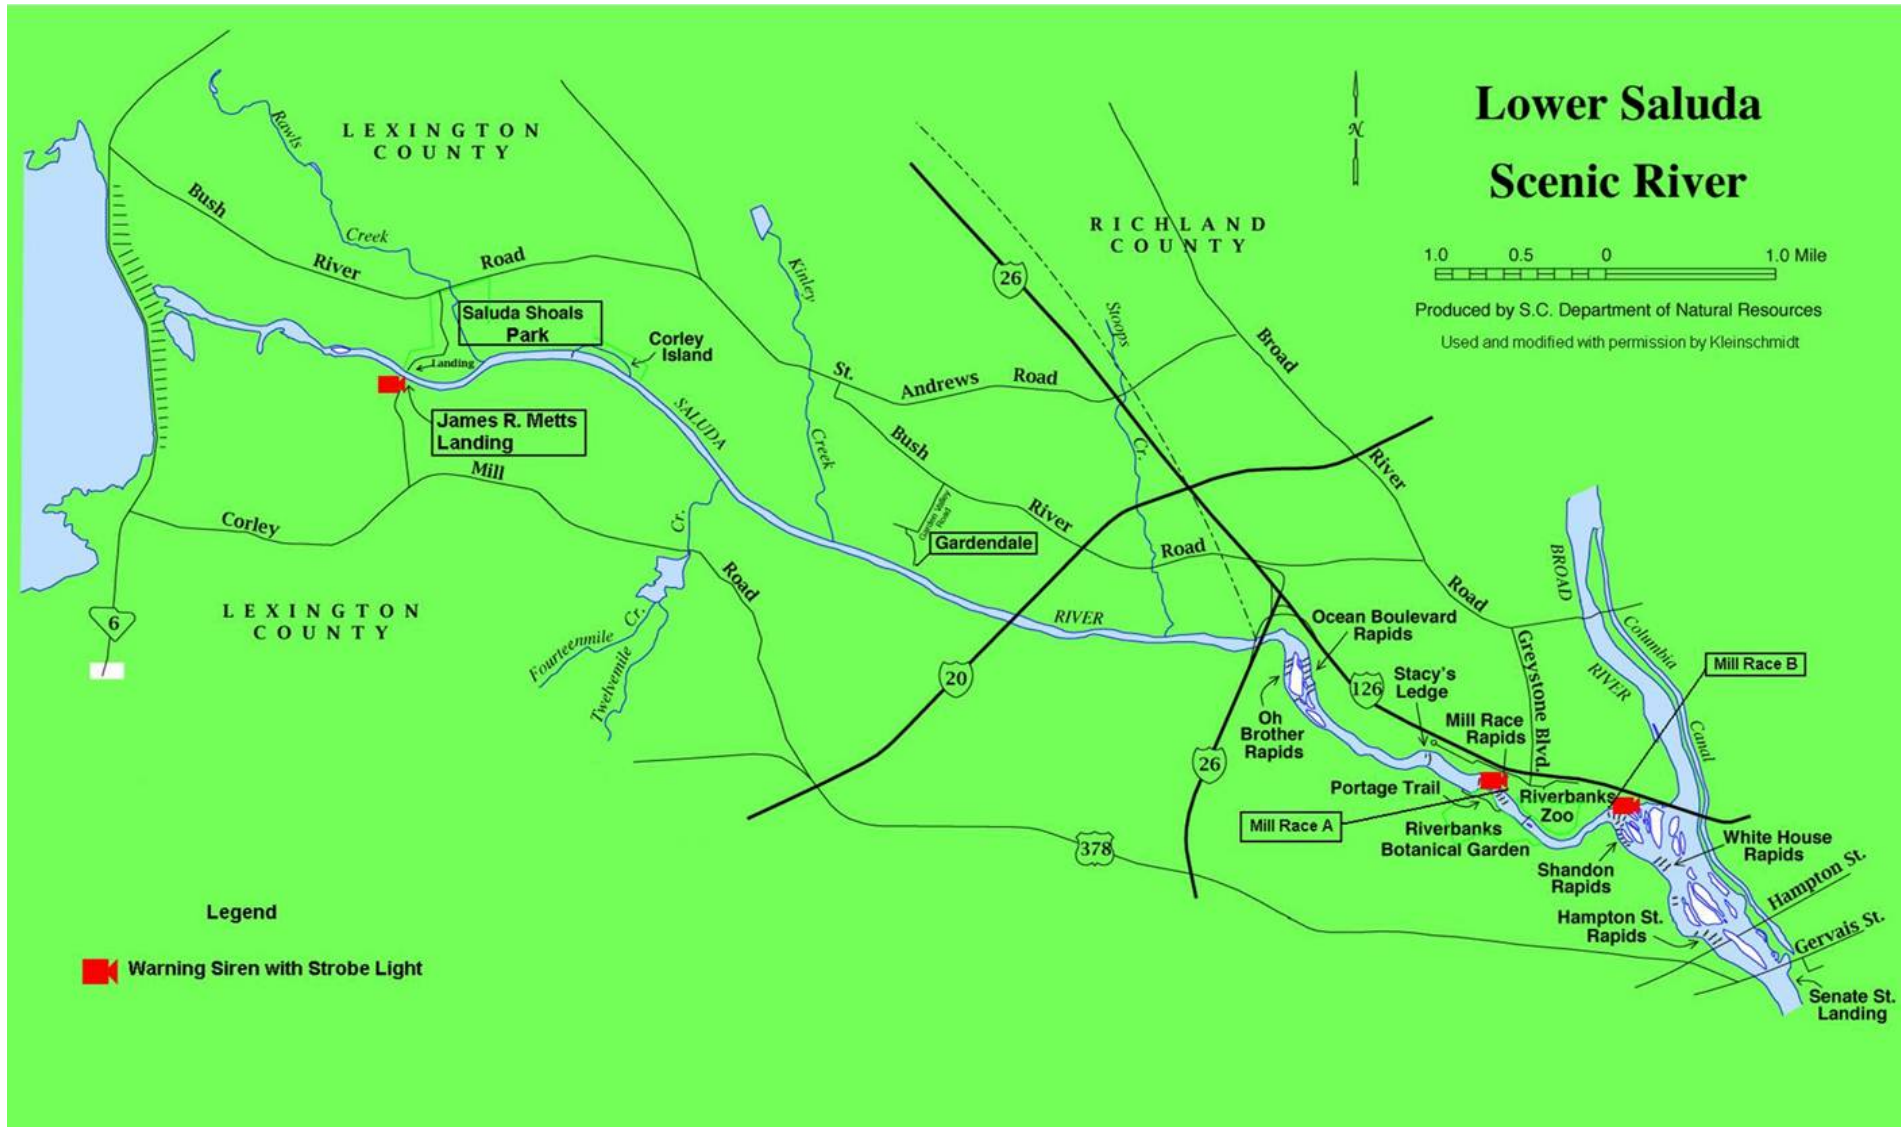 Lower Saluda
Scenic River
N
1.0 0.5 0 1.0 Mile
Produced by S.C. Department of Natural Resources
Used and modified with permission by Kleinschmidt
LEXINGTON
COUNTY
RICHLAND
COUNTY
Rawls
Creek
Bush
River
Road
Saluda Shoals
Park
Corley
Island
Landing
James R. Metts
Landing
SALUDA
Kinley
Creek
26
Stoops
Cr.
Broad
River
Road
St.
Andrews
Road
Bush
River
Road
Garden Valley
Road
Gardendale
Mill
Corley
Road
Cr.
LEXINGTON
COUNTY
6
Fourteenmile
Cr.
Twelvemile
RIVER
20
Ocean Boulevard
Rapids
126
Stacy's
Ledge
Oh
Brother
Rapids
26
Mill Race
Rapids
Greystone Blvd.
BROAD
RIVER
Columbia
Canal
Mill Race B
Portage Trail
Mill Race A
Riverbanks
Zoo
Riverbanks
Botanical Garden
378
Shandon
Rapids
White House
Rapids
Hampton St.
Hampton St.
Rapids
Gervais St.
Senate St.
Landing
Legend
Warning Siren with Strobe Light